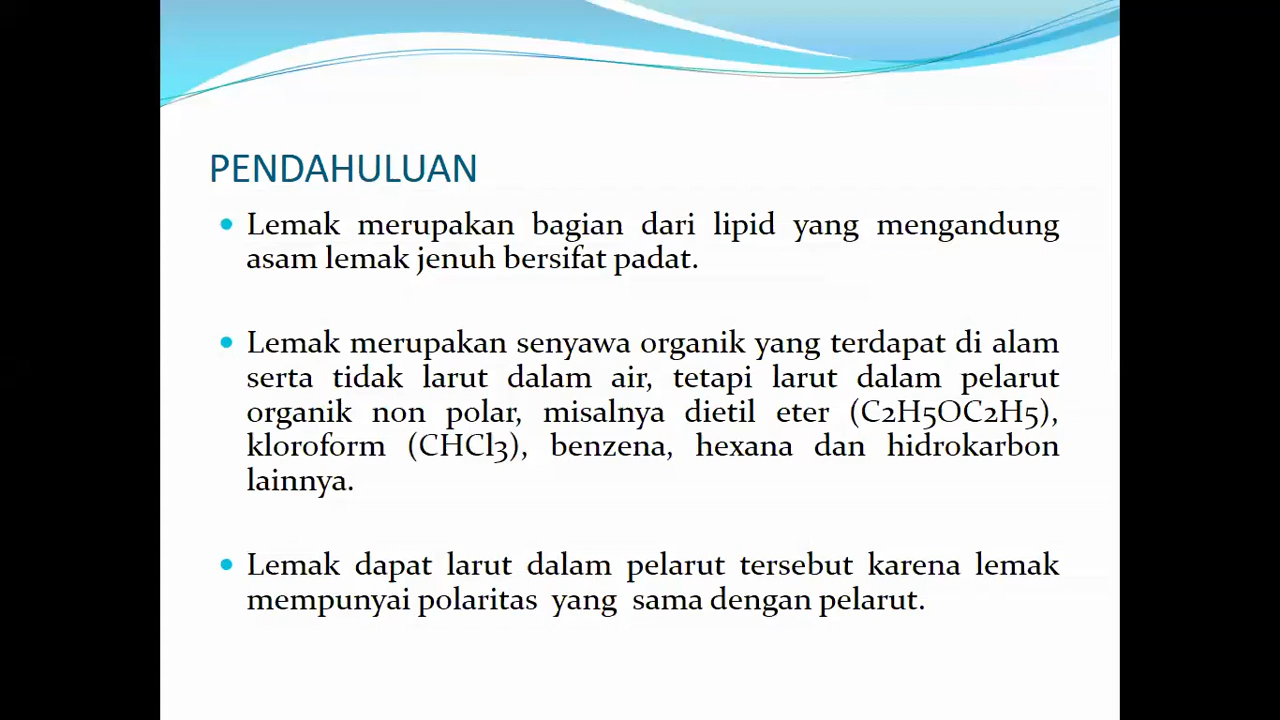 PENDAHULUAN
Lemak merupakan bagian dari lipid yang mengandung
asam lemak jenuh bersifat padat.
Lemak merupakan senyawa organik yang terdapat di alam
serta tidak larut dalam air, tetapi larut dalam pelarut
organik non polar, misalnya dietil eter (C2H5OC2H5),
kloroform (CHCl3), benzena, hexana dan hidrokarbon
lainnya.
Lemak dapat larut dalam pelarut tersebut karena lemak
mempunyai polaritas yang sama dengan pelarut.